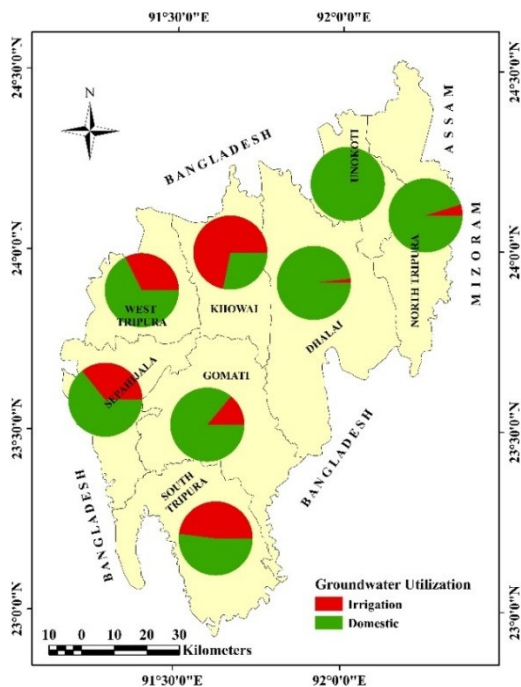 91°30'0"E 92°0'0"E
24°30'0"N 24°30'0"N
N
ASSAM
BANGLADESH
UNOKOTI
MIZORAM
NORTH TRIPURA
24°0'0"N 24°0'0"N
WEST
TRIPURA
KHOWAI
DHALAI
SEPAHIJALA
GOMATI
23°30'0"N 23°30'0"N
BANGLADESH
SOUTH
TRIPURA
BANGLADESH
Groundwater Utilization
Irrigation
Domestic
23°0'0"N 23°0'0"N
10 5 0 10 20 30
Kilometers
91°30'0"E 92°0'0"E